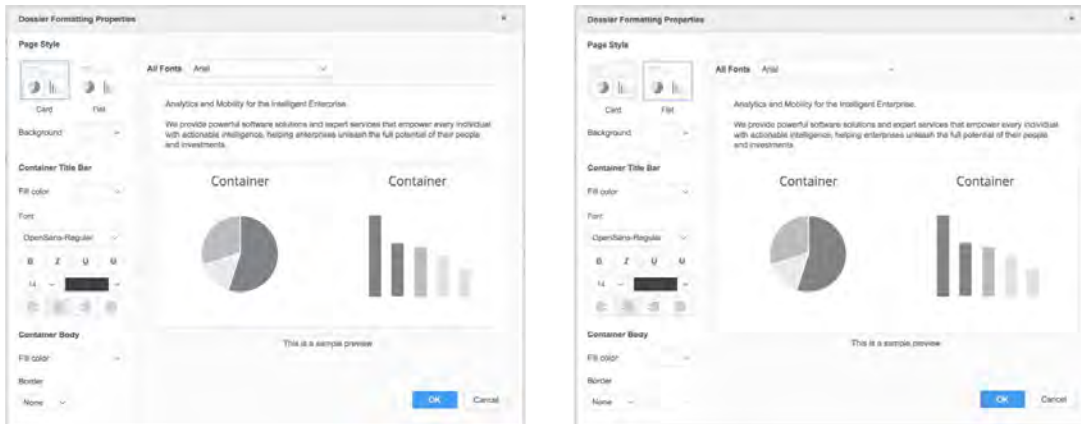 Dossier Formatting Properties
Page Style
All Fonts Arial
Card Flat
Background
Container Title Bar
Fill color
Font
OpenSans-Regular
B I U U
14
Container Body
Fill color
Border
None
Analytics and Mobility for the Intelligent Enterprise.
We provide powerful software solutions and expert services that empower every individual
with actionable intelligence, helping enterprises unleash the full potential of their people
and investments.
Container Container
This is a sample preview
OK Cancel
Dossier Formatting Properties
Page Style
All Fonts Arial
Card Flat
Background
Container Title Bar
Fill color
Font
OpenSans-Regular
B I U U
14
Container Body
Fill color
Border
None
Analytics and Mobility for the Intelligent Enterprise.
We provide powerful software solutions and expert services that empower every individual
with actionable intelligence, helping enterprises unleash the full potential of their people
and investments.
Container Container
This is a sample preview
OK Cancel